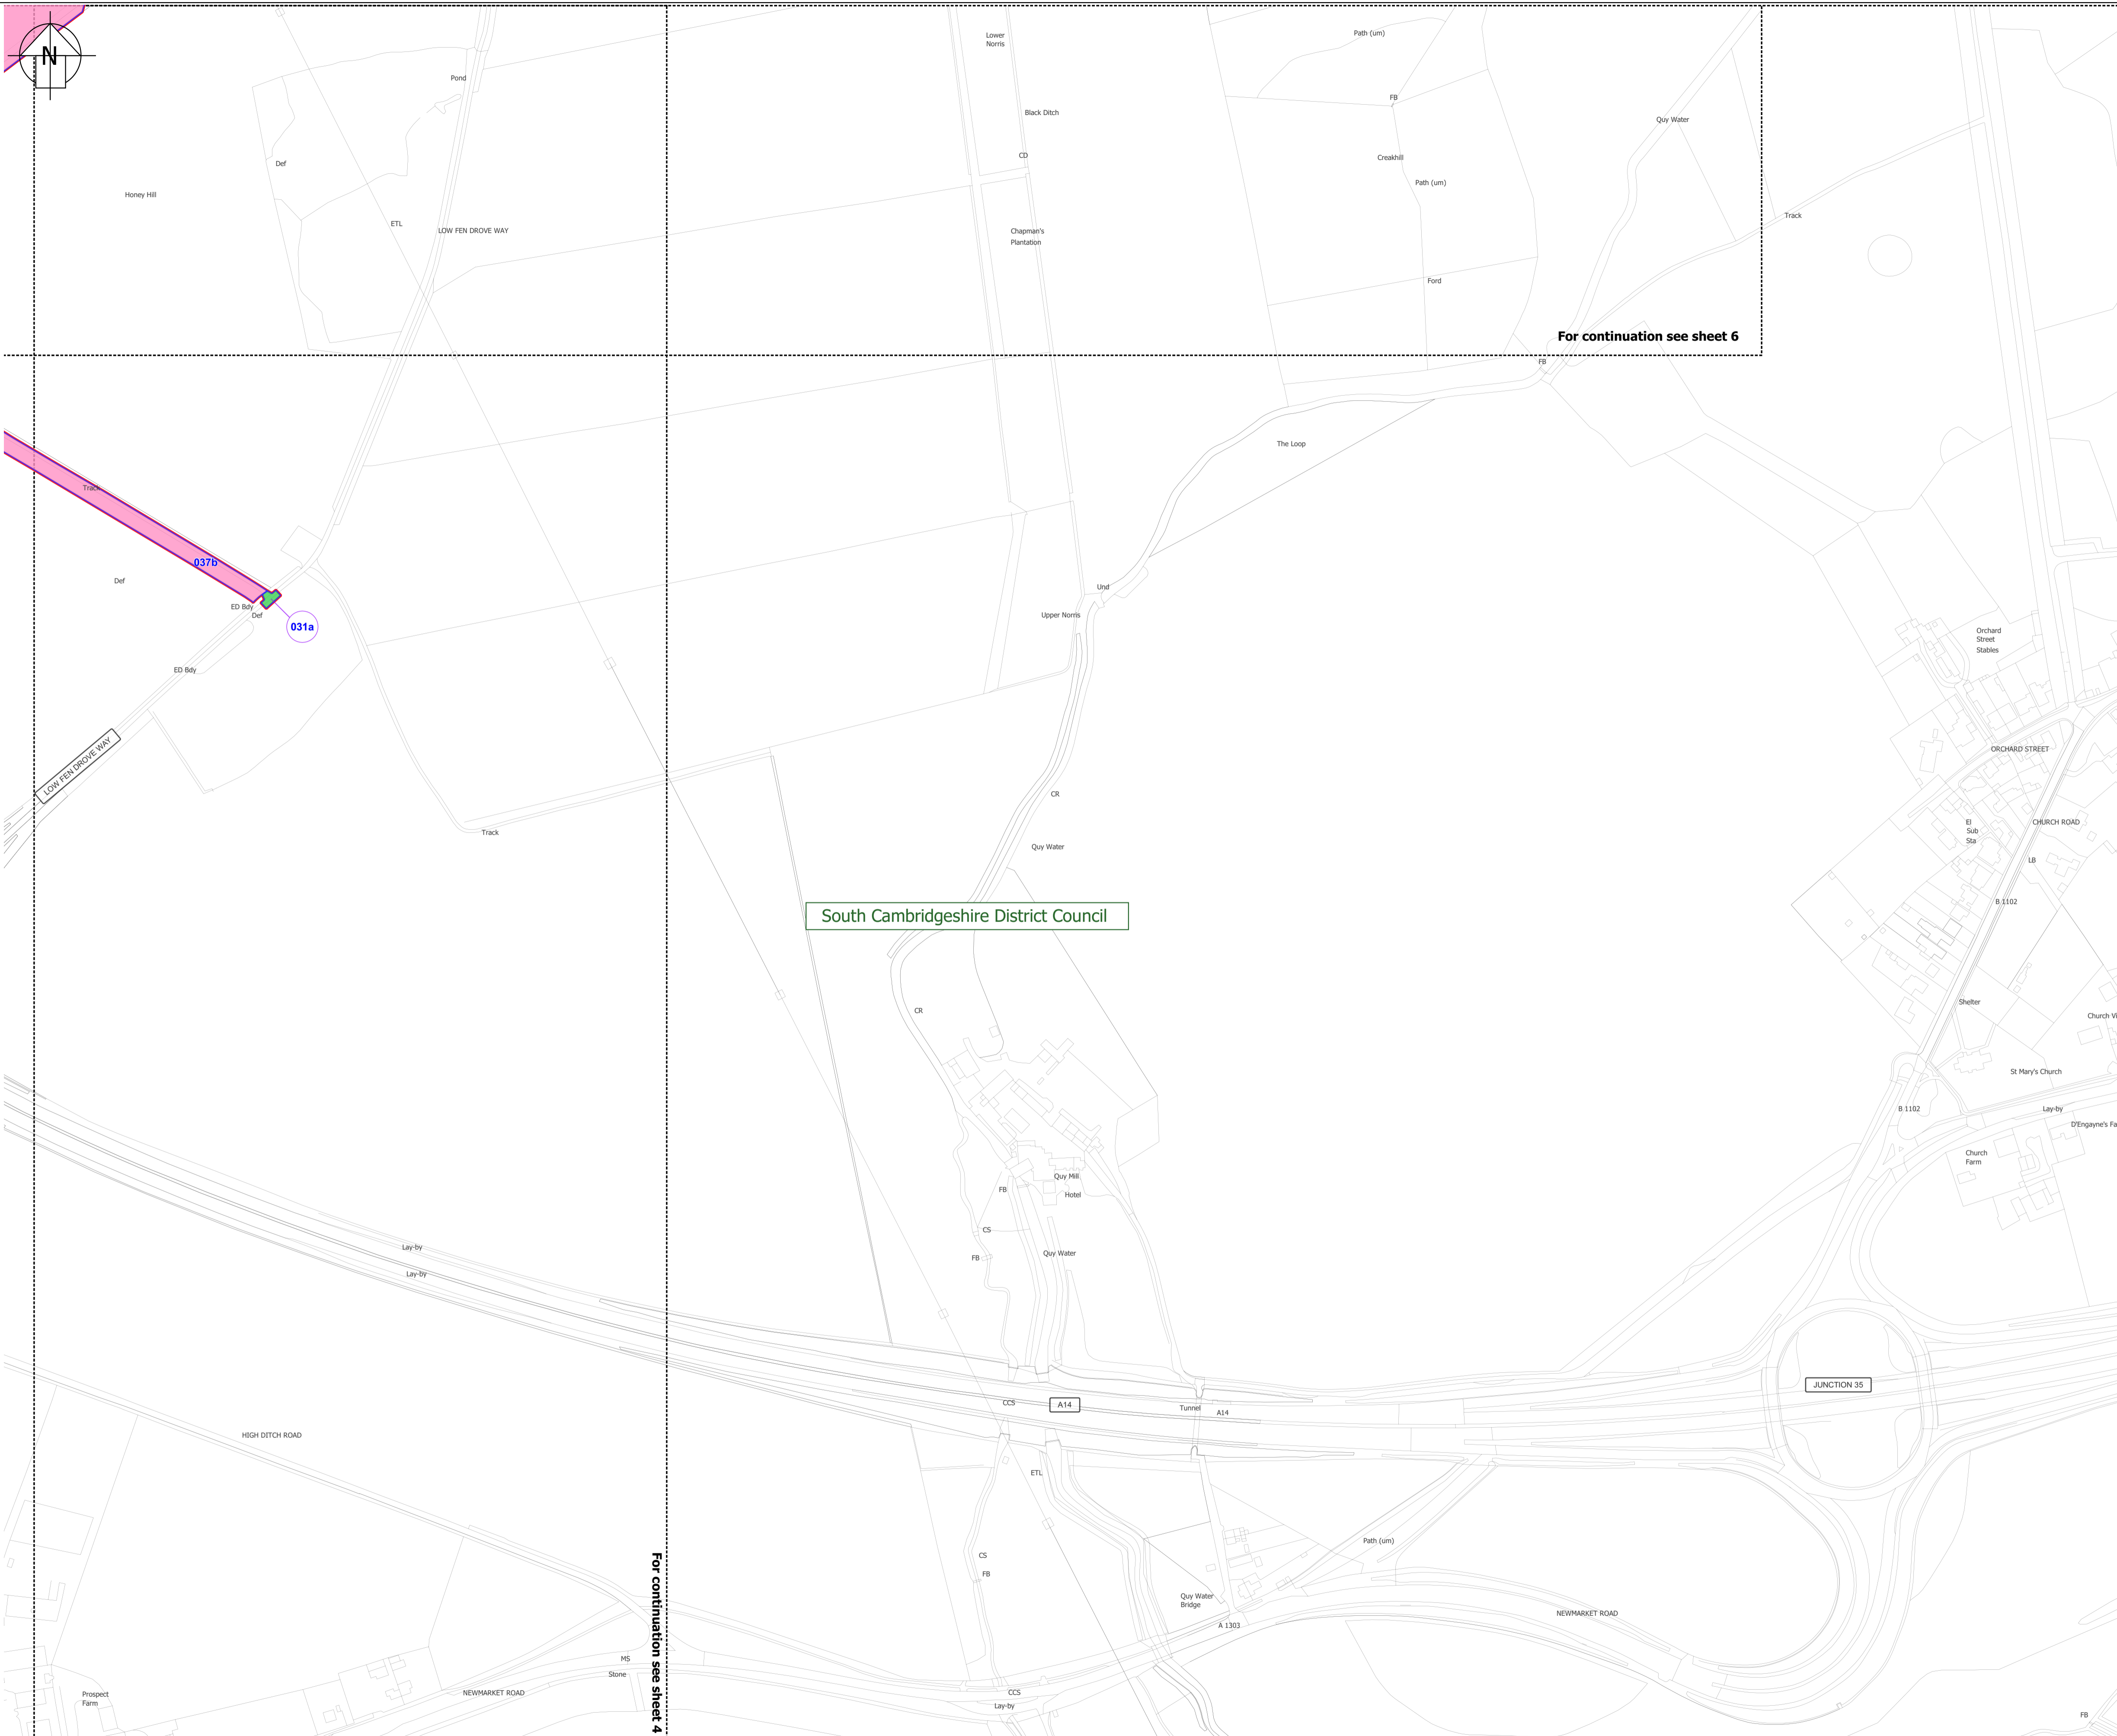 N
Pond
Lower
Norris
Path (um)
FB
Black Ditch
Quy Water
CD
Def
Creakhill
Path (um)
Honey Hill
Track
ETL
LOW FEN DROVE WAY
Chapman's
Plantation
Ford
For continuation see sheet 6
FB
The Loop
Track
037b
Def
Und
ED Bdy
Def
031a
Upper Norris
Orchard
Street
Stables
ED Bdy
LOW FEN DROVE WAY
ORCHARD STREET
CR
Track
El
Sub
Sta
CHURCH ROAD
Quy Water
LB
B 1102
South Cambridgeshire District Council
Shelter
CR
Church Vi
St Mary's Church
B 1102
Lay-by
D'Engayne's Fa
Church
Farm
Quy Mill
Hotel
FB
CS
FB
Quy Water
Lay-by
Lay-by
JUNCTION 35
CCS
A14
Tunnel
A14
HIGH DITCH ROAD
ETL
Path (um)
CS
FB
For continuation see sheet 4
Quy Water
Bridge
NEWMARKET ROAD
A 1303
MS
Stone
Prospect
Farm
NEWMARKET ROAD
CCS
Lay-by
FB